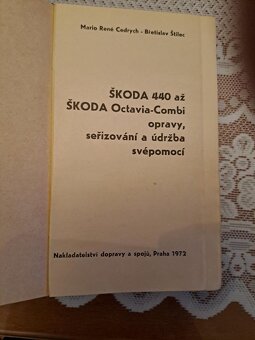 Mario René Cedrych - Břetislav Štilec
ŠKODA 440 až
ŠKODA Octavia-Combi
opravy,
seřizování a údržba
svépomocí
Nakladatelství dopravy a spojů, Praha 1972